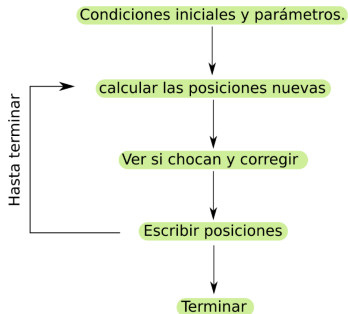 Condiciones iniciales y parámetros.
calcular las posiciones nuevas
Hasta terminar
Ver si chocan y corregir
Escribir posiciones
Terminar